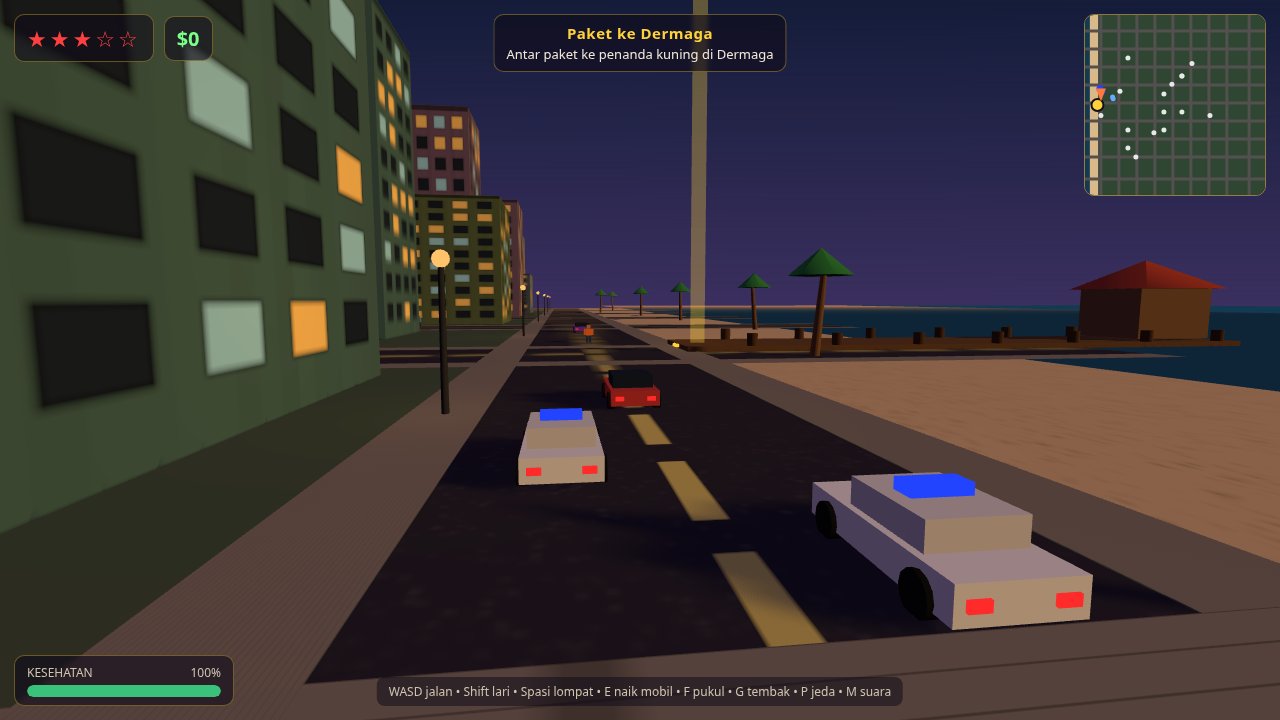 ★★★☆☆ $0
Paket ke Dermaga
Antar paket ke penanda kuning di Dermaga
KESEHATAN 100%
WASD jalan • Shift lari • Spasi lompat • E naik mobil • F pukul • G tembak • P jeda • M suara